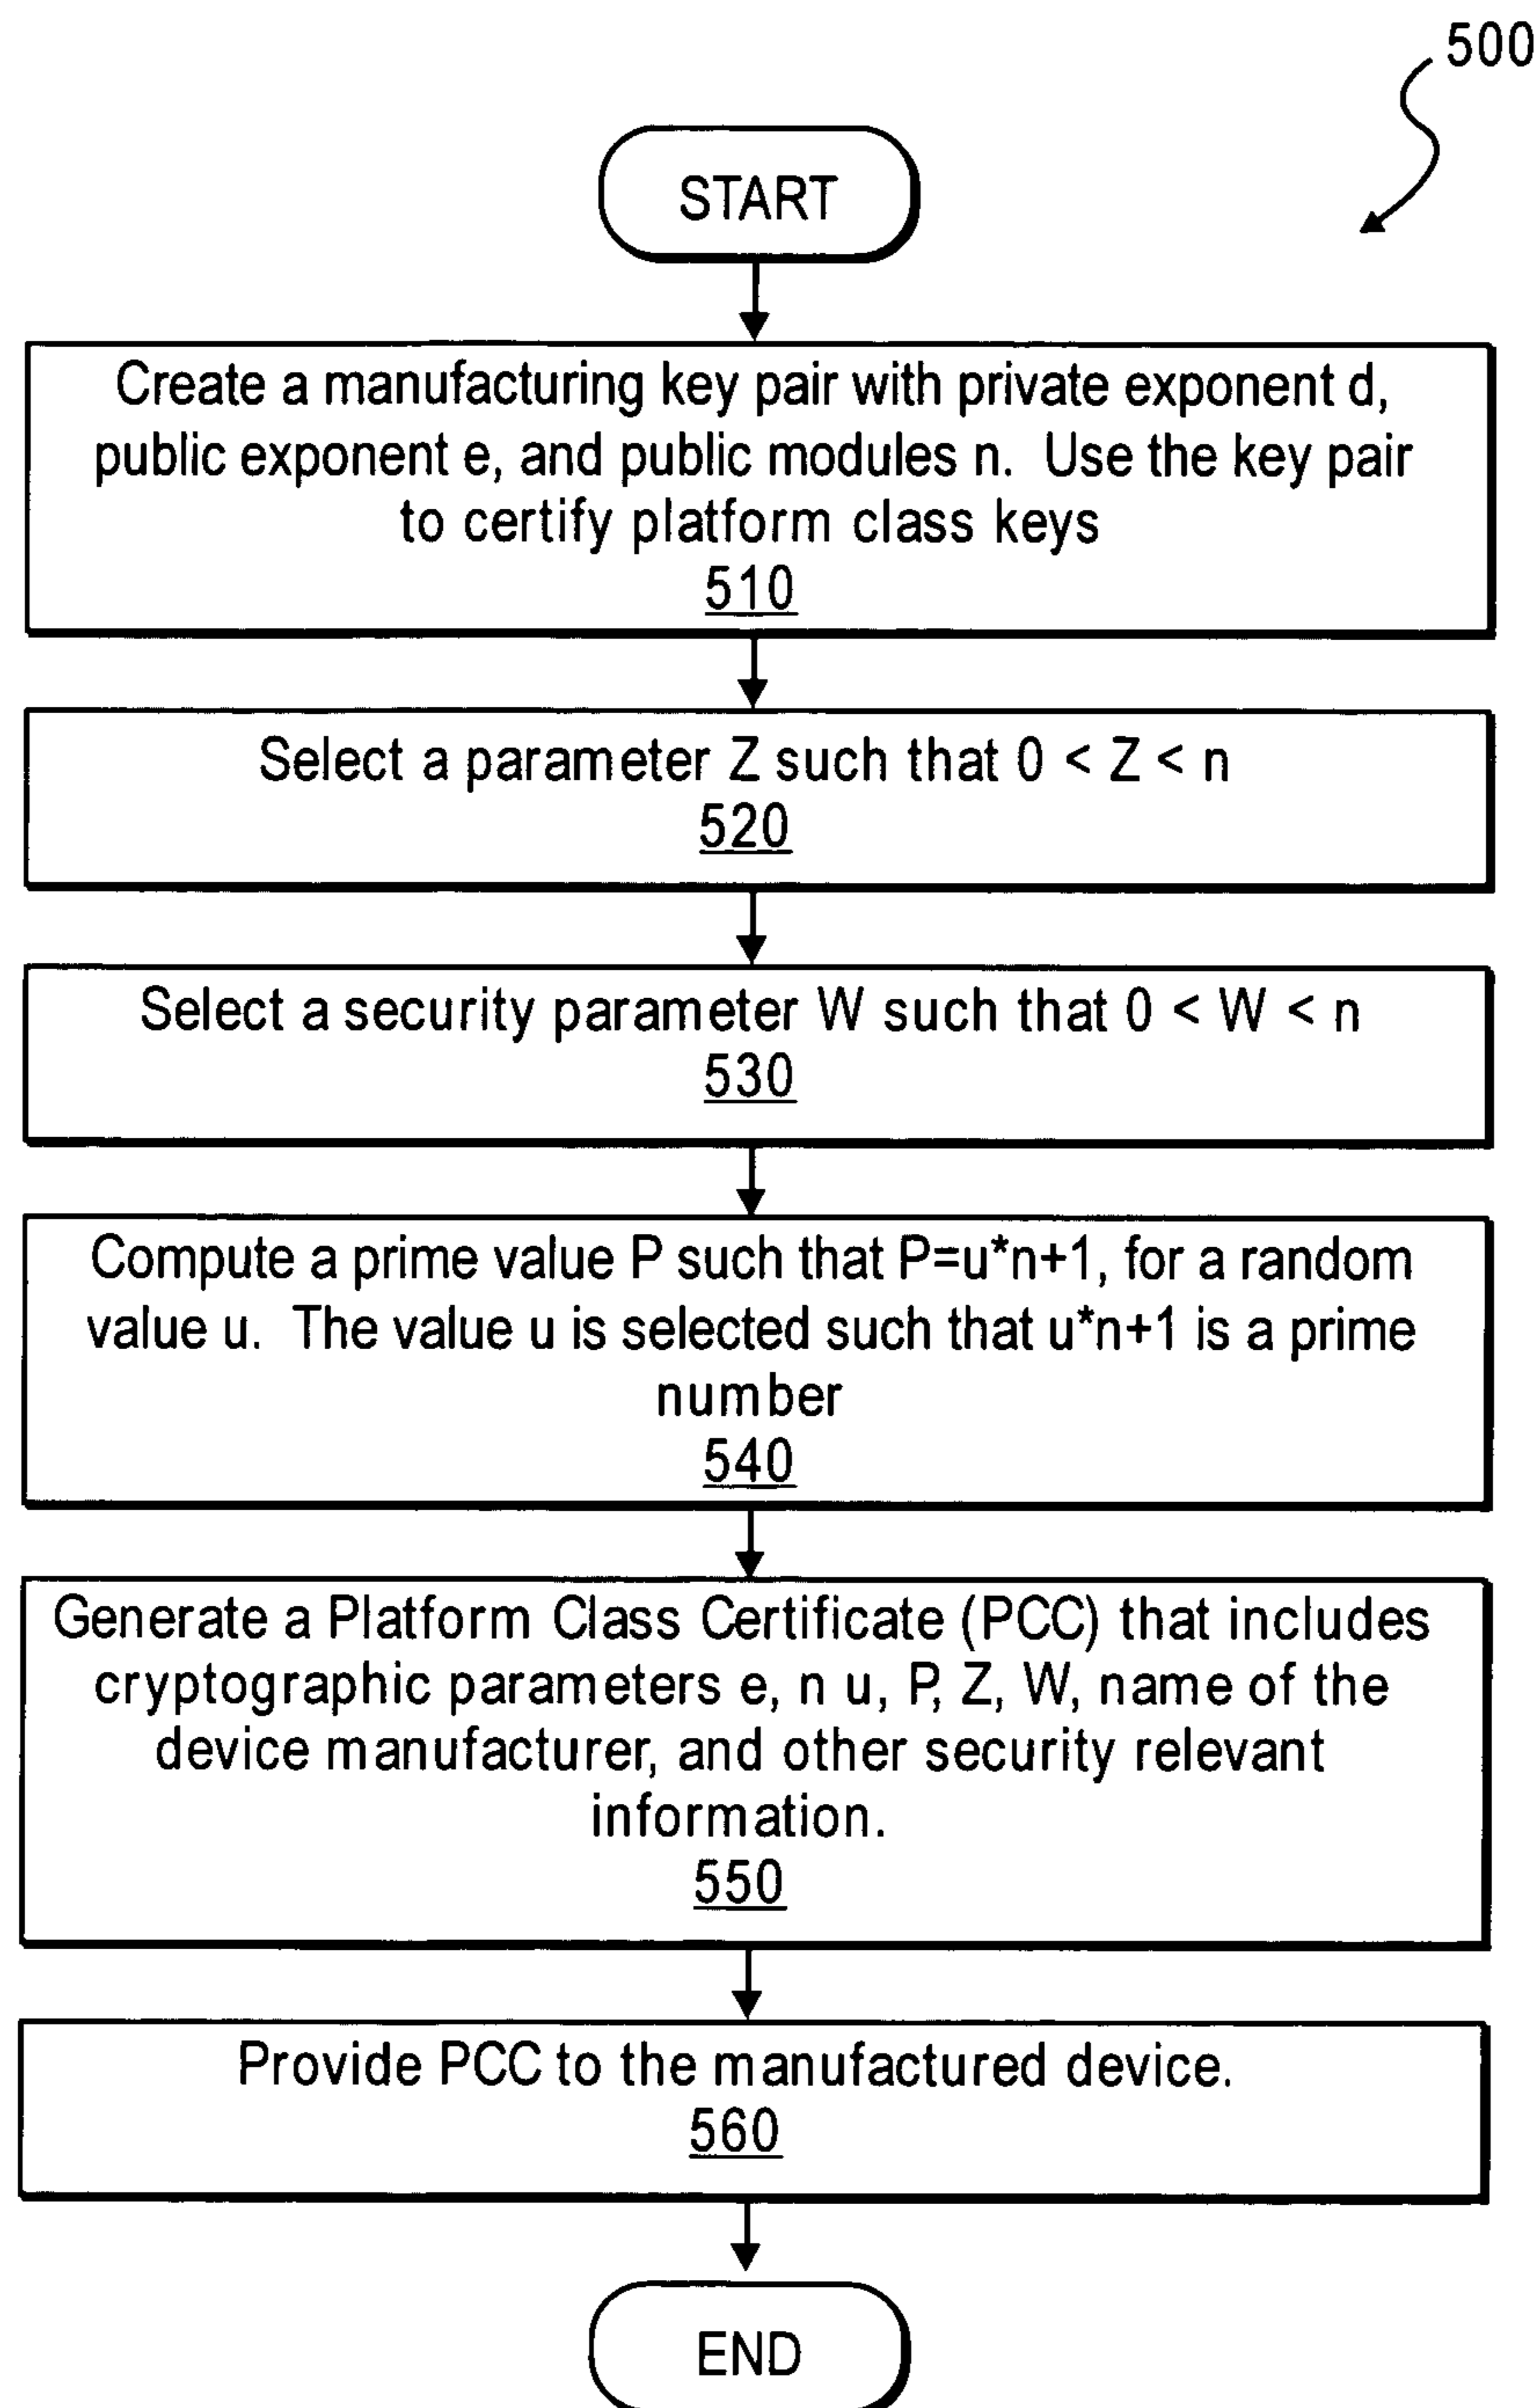 500
START
Create a manufacturing key pair with private exponent d,
public exponent e, and public modules n. Use the key pair
to certify platform class keys
510
Select a parameter Z such that 0 < Z < n
520
Select a security parameter W such that 0 < W < n
530
Compute a prime value P such that P=u*n+1, for a random
value u. The value u is selected such that u*n+1 is a prime
number
540
Generate a Platform Class Certificate (PCC) that includes
cryptographic parameters e, n u, P, Z, W, name of the
device manufacturer, and other security relevant
information.
550
Provide PCC to the manufactured device.
560
END